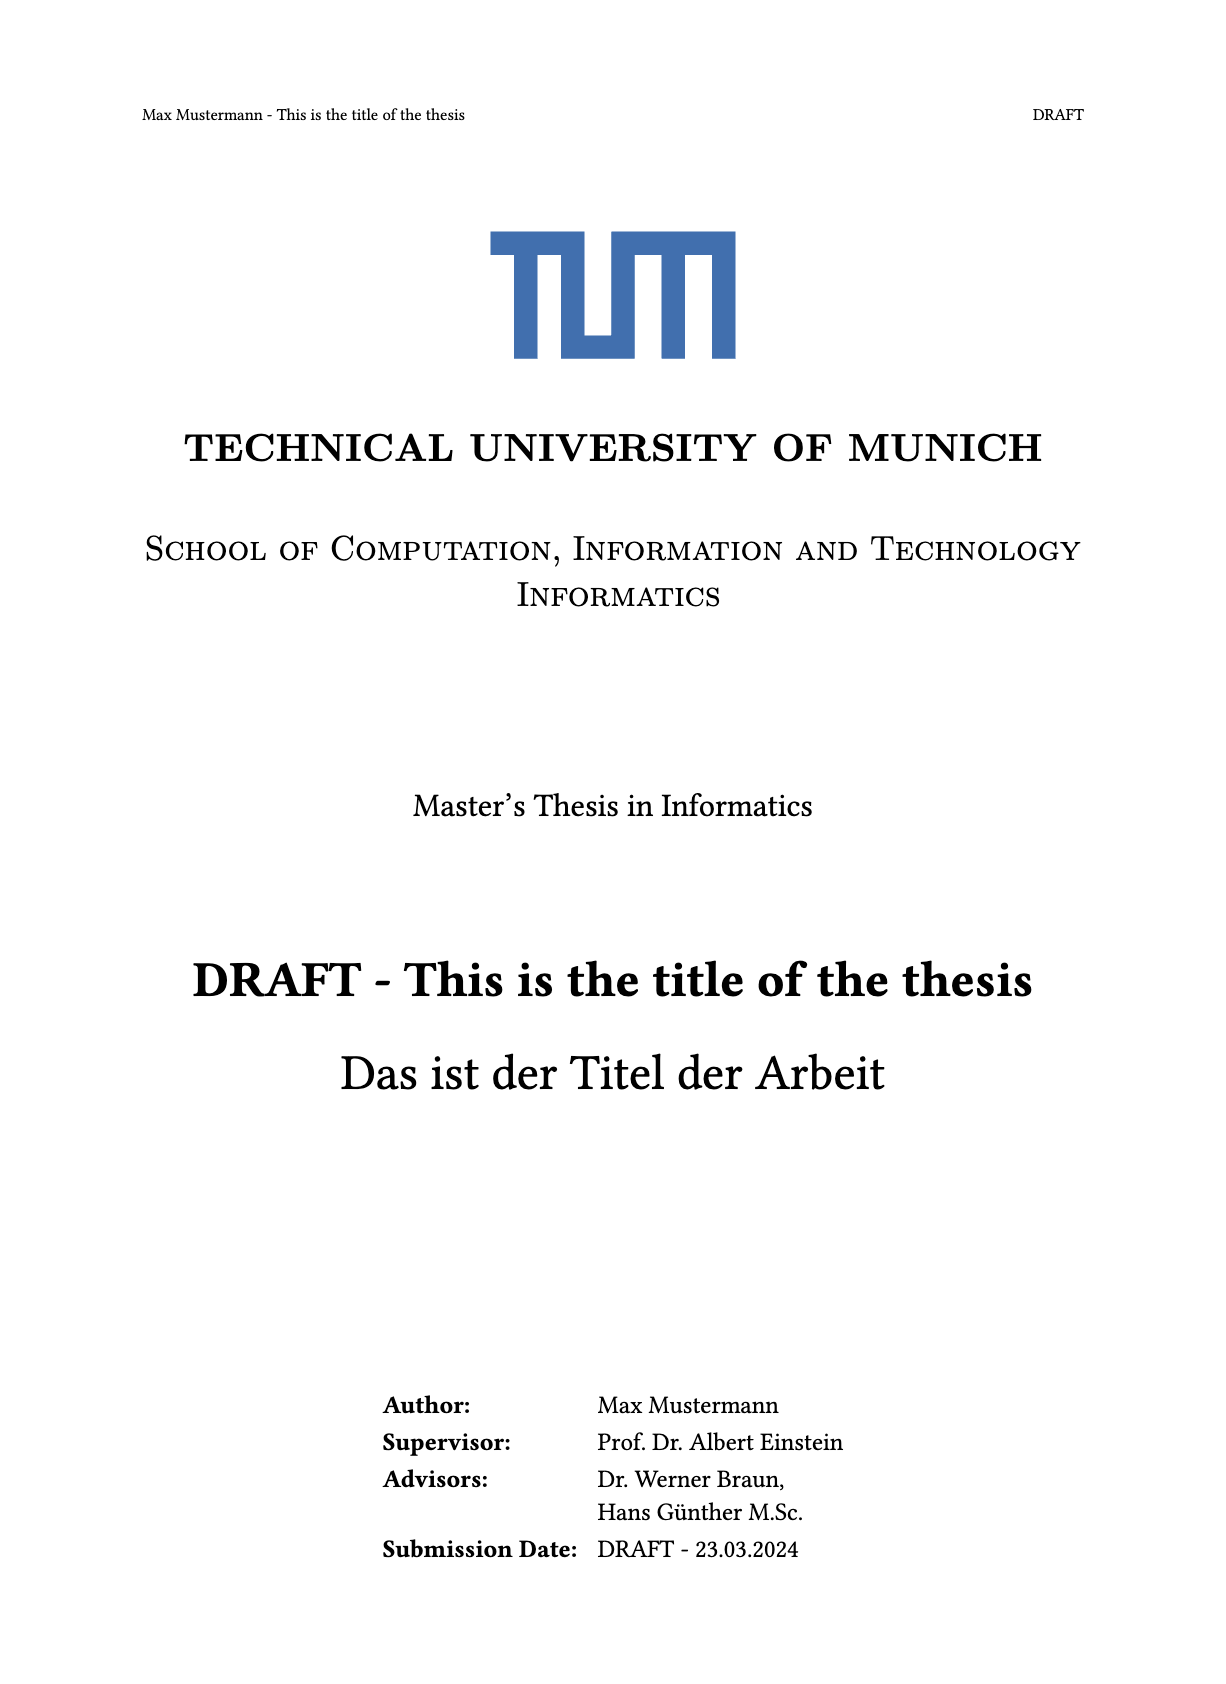 Max Mustermann - This is the title of the thesis DRAFT
TUM
TECHNICAL UNIVERSITY OF MUNICH
School of Computation, Information and Technology
Informatics
Master’s Thesis in Informatics
DRAFT - This is the title of the thesis
Das ist der Titel der Arbeit
Author: Max Mustermann
Supervisor: Prof. Dr. Albert Einstein
Advisors: Dr. Werner Braun,
Hans Günther M.Sc.
Submission Date: DRAFT - 23.03.2024